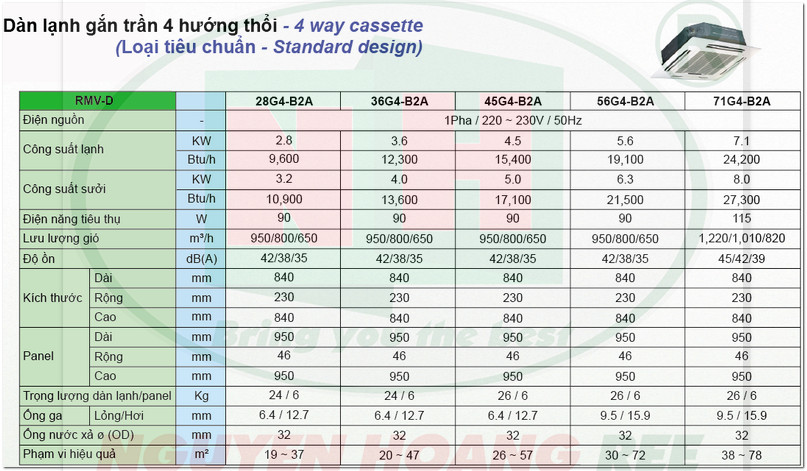 Dàn lạnh gắn trần 4 hướng thổi - 4 way cassette
(Loại tiêu chuẩn - Standard design)
RMV-D 28G4-B2A 36G4-B2A 45G4-B2A 56G4-B2A 71G4-B2A
Điện nguồn - 1Pha / 220 ~ 230V / 50Hz
Công suất lạnh KW 2.8 3.6 4.5 5.6 7.1
Btu/h 9,600 12,300 15,400 19,100 24,200
Công suất sưởi KW 3.2 4.0 5.0 6.3 8.0
Btu/h 10,900 13,600 17,100 21,500 27,300
Điện năng tiêu thụ W 90 90 90 90 115
Lưu lượng gió m³/h 950/800/650 950/800/650 950/800/650 950/800/650 1,220/1,010/820
Độ ồn dB(A) 42/38/35 42/38/35 42/38/35 42/38/35 45/42/39
Kích thước Dài mm 840 840 840 840 840
Rộng mm 230 230 230 230 230
Cao mm 840 840 840 840 840
Panel Dài mm 950 950 950 950 950
Rộng mm 46 46 46 46 46
Cao mm 950 950 950 950 950
Trọng lượng dàn lạnh/panel Kg 24 / 6 24 / 6 26 / 6 26 / 6 26 / 6
Ống ga Lỏng/Hơi mm 6.4 / 12.7 6.4 / 12.7 6.4 / 12.7 9.5 / 15.9 9.5 / 15.9
Ống nước xả ø (OD) mm 32 32 32 32 32
Phạm vi hiệu quả m² 19 ~ 37 20 ~ 47 26 ~ 57 30 ~ 72 38 ~ 78
NH
Bring you the best
NGUYEN HOANG REE